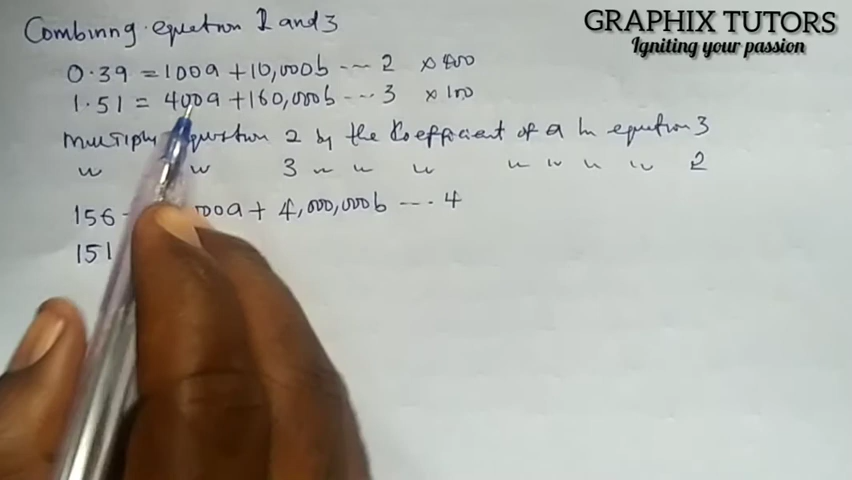 GRAPHIX TUTORS
Igniting your passion
Combinng equation 2 and 3
0.39 = 100a + 10,000b --- 2 ×400
1.51 = 400a + 160,000b --- 3 ×100
Multiply equation 2 by the Coefficient of a in equation 3
" " 3 " " " " " " " 2
156 000a + 4,000,000b --- 4
151